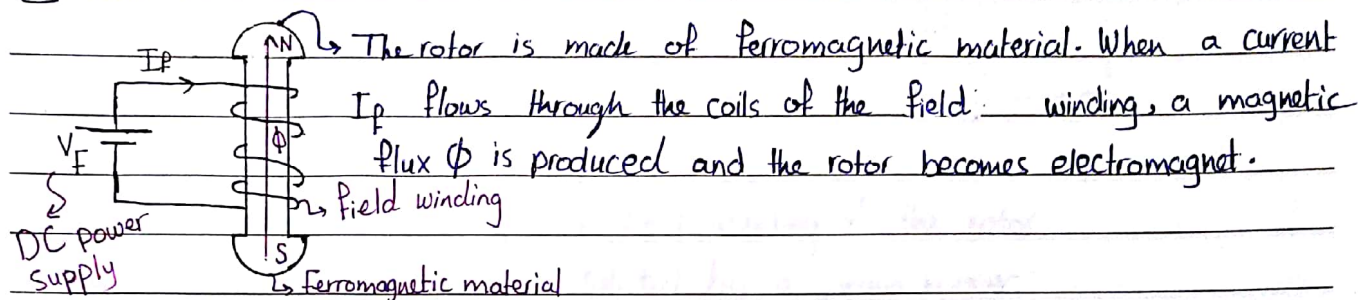 N
The rotor is made of ferromagnetic material. When a current
If
If flows through the coils of the field winding, a magnetic
VF
ϕ
flux ϕ is produced and the rotor becomes electromagnet.
field winding
DC power
supply
S
ferromagnetic material